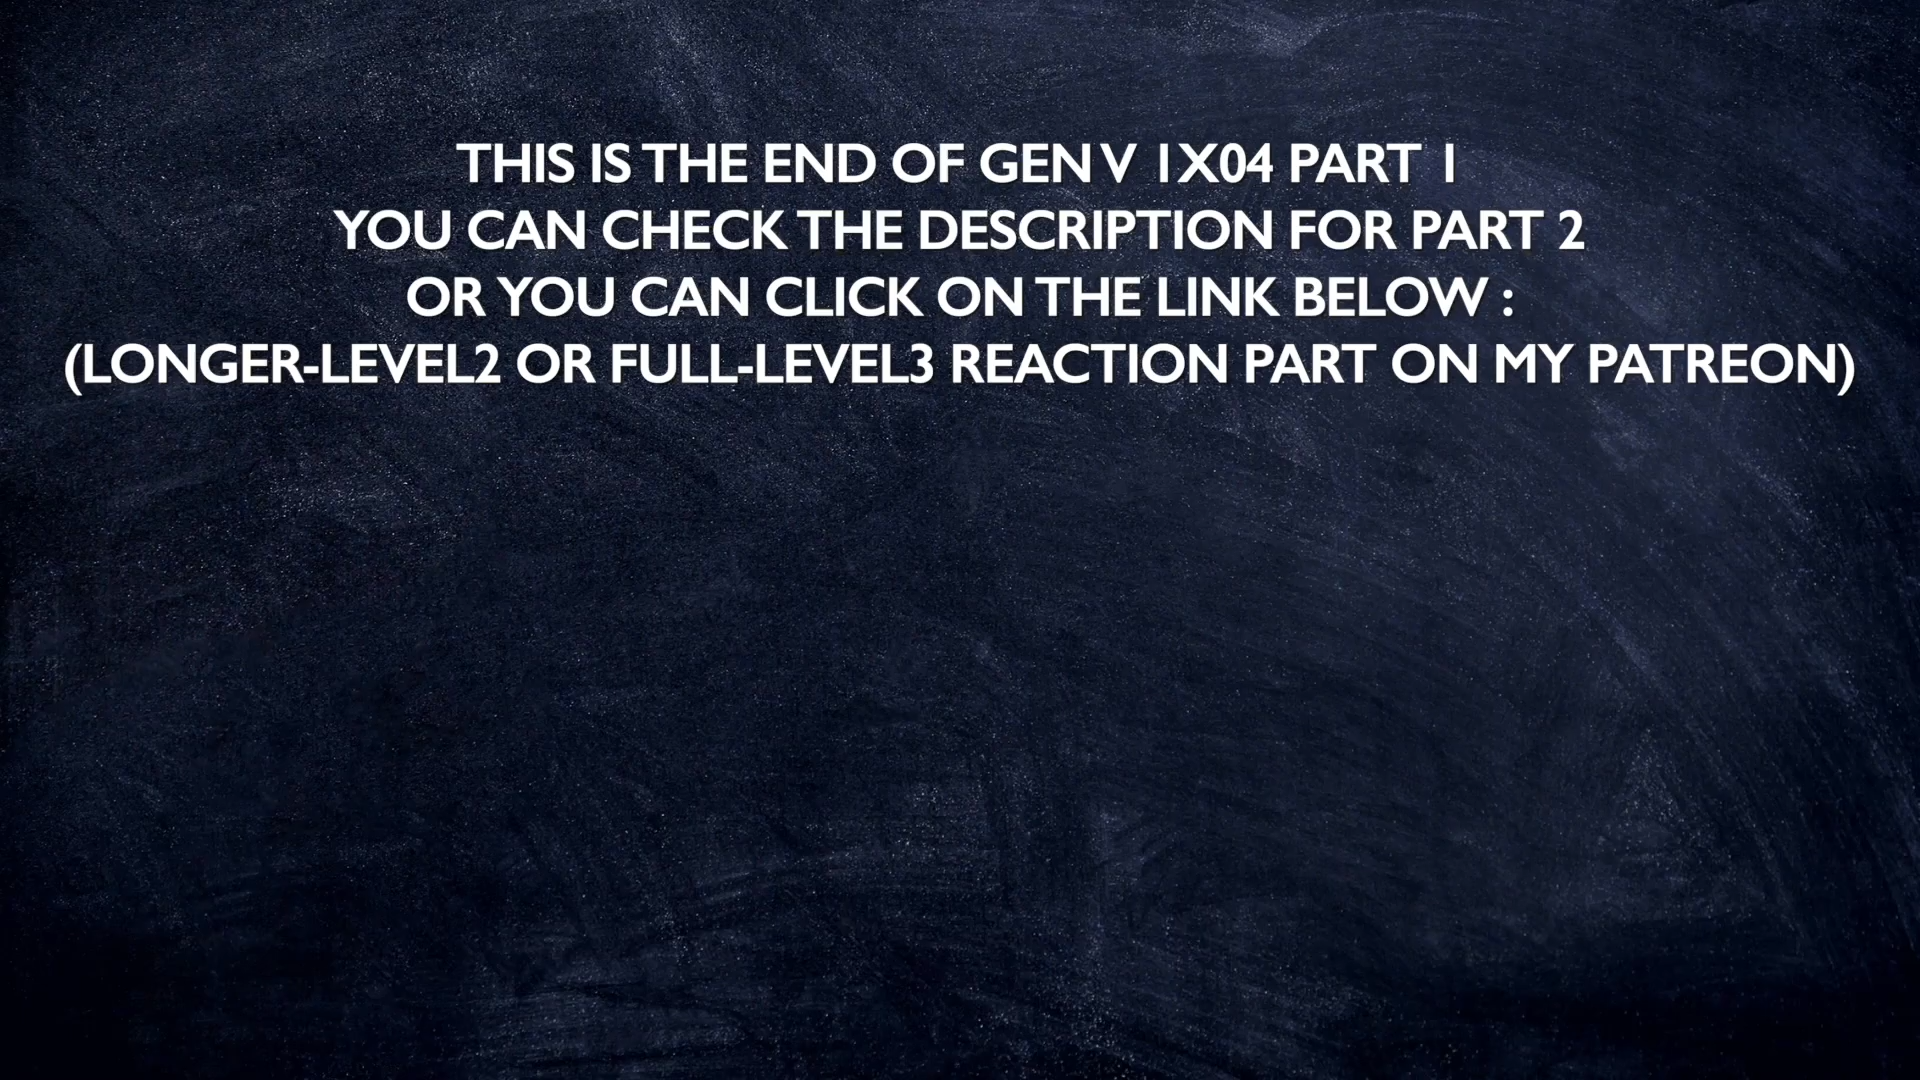 THIS IS THE END OF GEN V 1X04 PART 1
YOU CAN CHECK THE DESCRIPTION FOR PART 2
OR YOU CAN CLICK ON THE LINK BELOW :
(LONGER-LEVEL2 OR FULL-LEVEL3 REACTION PART ON MY PATREON)